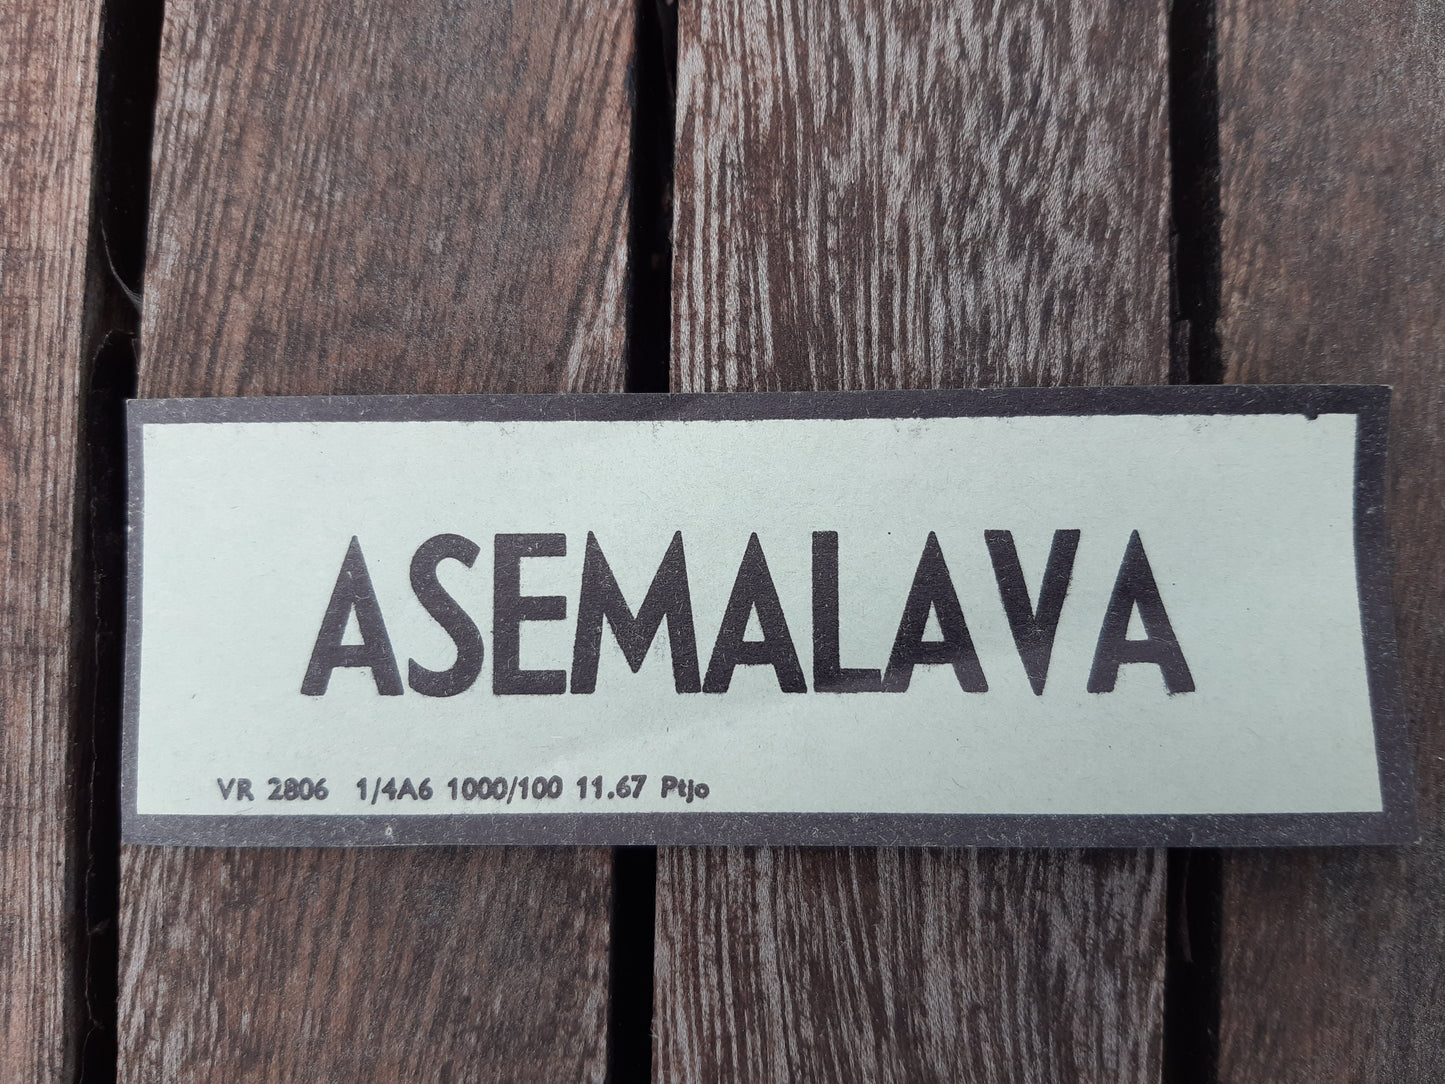 ASEMALAVA
VR 2806 1/4A6 1000/100 11.67 Ptjo